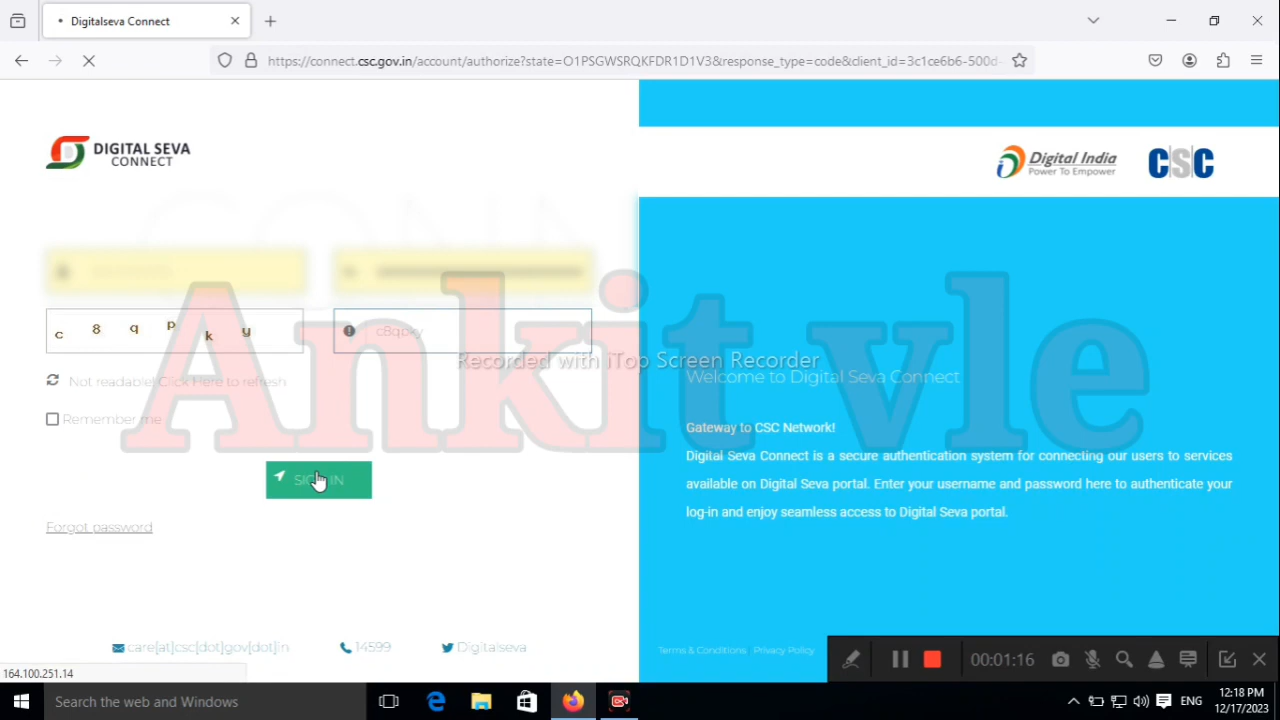 Digitalseva Connect
https://connect.csc.gov.in/account/authorize?state=O1PSGWSRQKFDR1D1V3&response_type=code&client_id=3c1ce6b6-500d-
DIGITAL SEVA
CONNECT
Digital India
Power To Empower
CSC
c 8 q p k y
c8qpky
Not readable! Click Here to refresh
Remember me
SIGN IN
Forgot password
care[at]csc[dot]gov[dot]in
14599
Digitalseva
Ankit vle
Recorded with iTop Screen Recorder
Welcome to Digital Seva Connect
Gateway to CSC Network!
Digital Seva Connect is a secure authentication system for connecting our users to services
available on Digital Seva portal. Enter your username and password here to authenticate your
log-in and enjoy seamless access to Digital Seva portal.
Terms & Conditions | Privacy Policy
00:01:16
164.100.251.14
Search the web and Windows
ENG
12:18 PM
12/17/2023